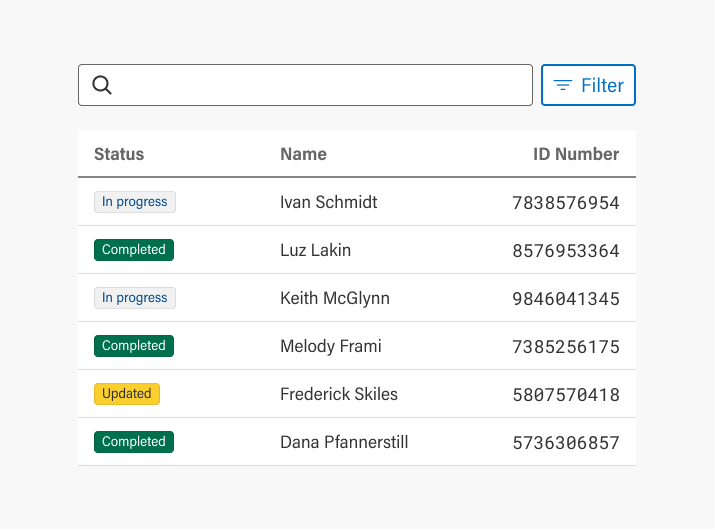 Filter
Status Name ID Number
In progress Ivan Schmidt 7838576954
Completed Luz Lakin 8576953364
In progress Keith McGlynn 9846041345
Completed Melody Frami 7385256175
Updated Frederick Skiles 5807570418
Completed Dana Pfannerstill 5736306857